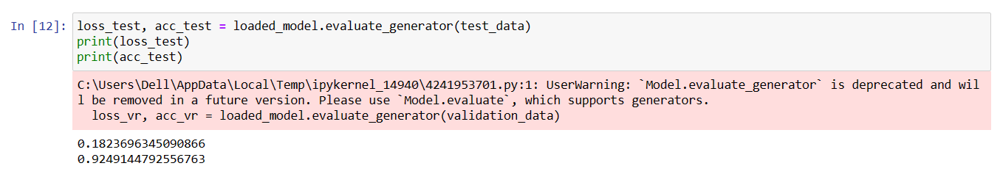 In [12]: loss_test, acc_test = loaded_model.evaluate_generator(test_data)
print(loss_test)
print(acc_test)
C:\Users\Dell\AppData\Local\Temp\ipykernel_14940\4241953701.py:1: UserWarning: `Model.evaluate_generator` is deprecated and wil
l be removed in a future version. Please use `Model.evaluate`, which supports generators.
  loss_vr, acc_vr = loaded_model.evaluate_generator(validation_data)
0.1823696345090866
0.9249144792556763